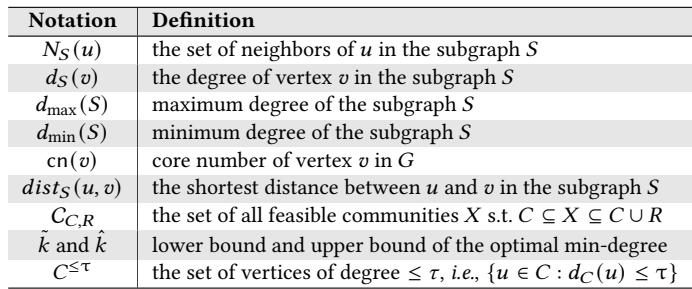 Notation Definition
N_S(u) the set of neighbors of u in the subgraph S
d_S(v) the degree of vertex v in the subgraph S
d_max(S) maximum degree of the subgraph S
d_min(S) minimum degree of the subgraph S
cn(v) core number of vertex v in G
dist_S(u, v) the shortest distance between u and v in the subgraph S
C_{C,R} the set of all feasible communities X s.t. C ⊆ X ⊆ C ∪ R
k̃ and k̂ lower bound and upper bound of the optimal min-degree
C^{≤τ} the set of vertices of degree ≤ τ, i.e., {u ∈ C : d_C(u) ≤ τ}